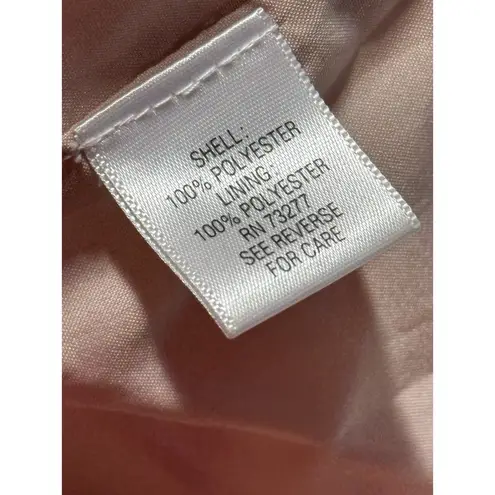 SHELL:
100% POLYESTER
LINING:
100% POLYESTER
RN 73277
SEE REVERSE
FOR CARE